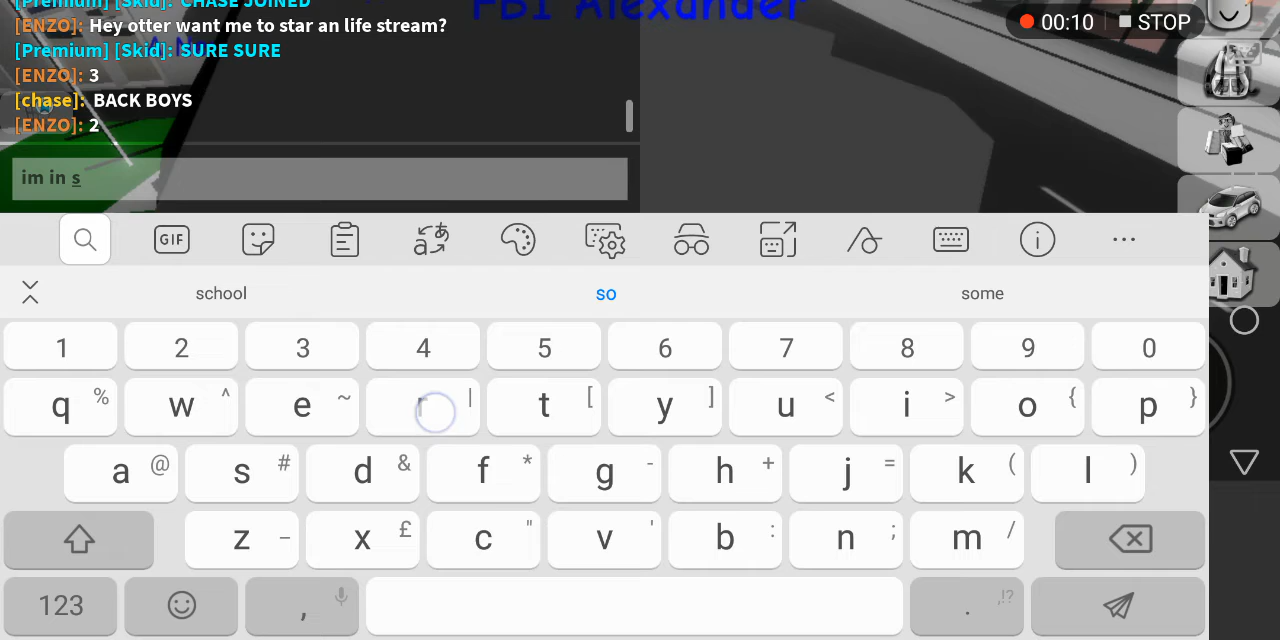 [Premium] [Skid]: CHASE JOINED
FBI Alexander
[ENZO]: Hey otter want me to star an life stream?
[Premium] [Skid]: SURE SURE
[ENZO]: 3
[chase]: BACK BOYS
[ENZO]: 2
00:10 STOP
im in s
GIF
school so some
1 2 3 4 5 6 7 8 9 0
q % w ^ e ~ r | t [ y ] u < i > o { p }
a @ s # d & f * g - h + j = k ( l )
z – x £ c " v ' b : n ; m /
123 , . ,!?